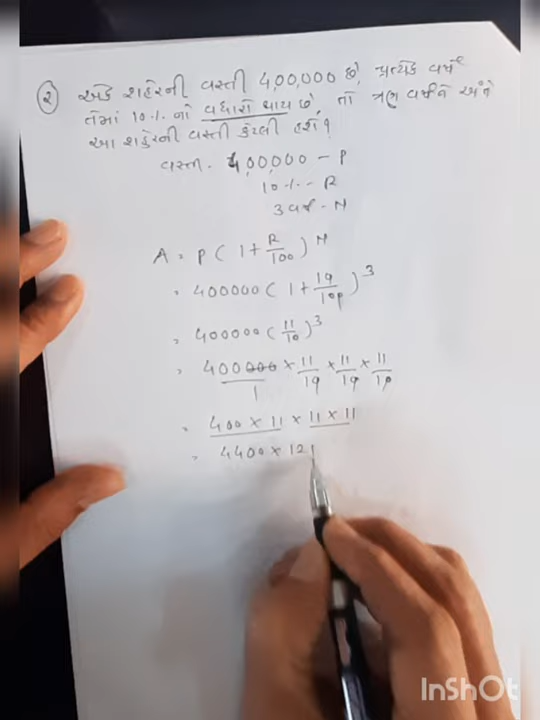 ૨ એક શહેરની વસ્તી 4,00,000 છે, પ્રત્યેક વર્ષે
તેમાં 10% નો વધારો થાય છે, તો ત્રણ વર્ષને અંતે
આ શહેરની વસ્તી કેટલી હશે?
વસ્તી - 4,00,000 - P
10% - R
3 વર્ષ - N
A = P ( 1 + R/100 )^N
= 400000 ( 1 + 10/100 )^3
= 400000 ( 11/10 )^3
= 400000/1 × 11/10 × 11/10 × 11/10
= 400 × 11 × 11 × 11
= 4400 × 121
InShOt